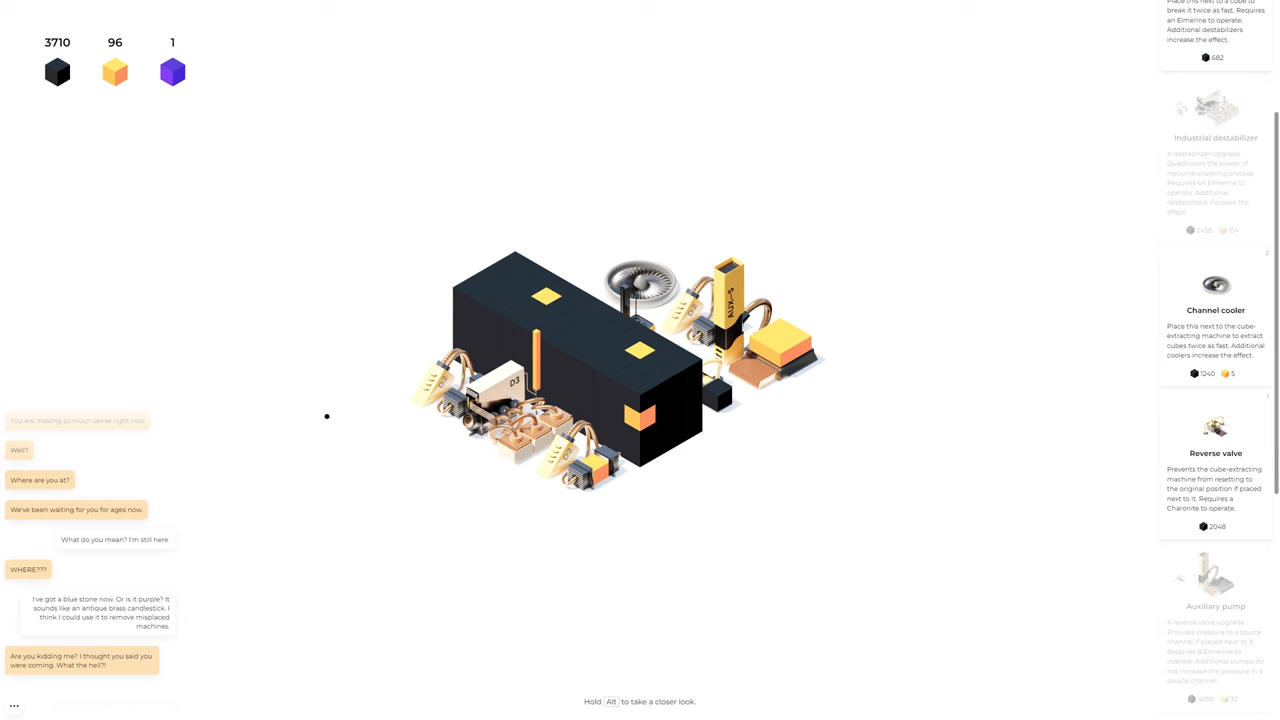 3710 96 1
You are making so much sense right now.
Well?
Where are you at?
We've been waiting for you for ages now.
What do you mean? I'm still here.
WHERE???
I've got a blue stone now. Or is it purple? It
sounds like an antique brass candlestick. I
think I could use it to remove misplaced
machines.
Are you kidding me? I thought you said you
were coming. What the hell?!
...
D2
D3
D2
D2
AUX-S
Hold Alt to take a closer look.
Place this next to a cube to
break it twice as fast. Requires
an Elmerine to operate.
Additional destabilizers
increase the effect.
682
Industrial destabilizer
A destabilizer upgrade.
Quadruples the power of
resource-crushing process.
Requires 64 Elmerine to
operate. Additional
destabilizers increase the
effect.
2458 154
2
Channel cooler
Place this next to the cube-
extracting machine to extract
cubes twice as fast. Additional
coolers increase the effect.
1240 5
1
Reverse valve
Prevents the cube-extracting
machine from resetting to
the original position if placed
next to it. Requires a
Charonite to operate.
2048
Auxiliary pump
A reverse valve upgrade.
Provides pressure to a source
channel if placed next to it.
Requires 8 Elmerine to
operate. Additional pumps do
not increase the pressure in a
source channel.
4096 32